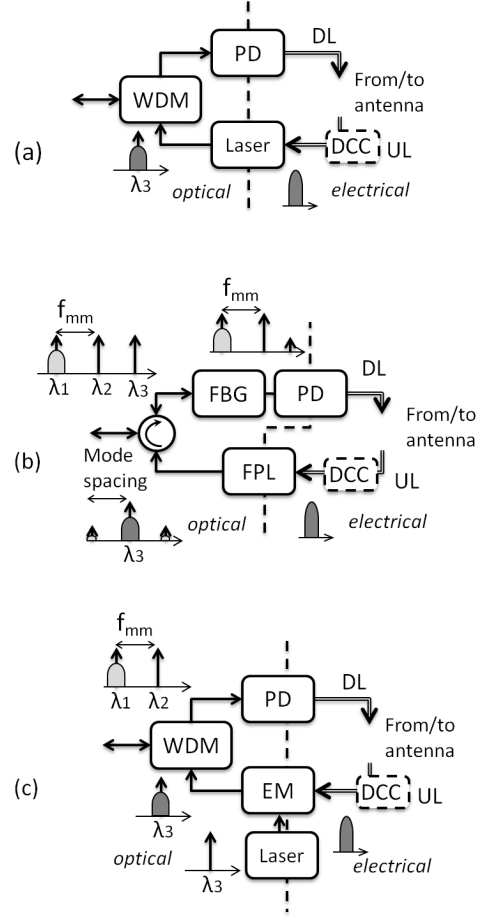 PD
DL
From/to
antenna
WDM
Laser
DCC
UL
(a)
λ3
optical
electrical
fmm
fmm
λ1
λ2
λ3
DL
FBG
PD
From/to
antenna
(b)
Mode
spacing
FPL
DCC
UL
λ3
optical
electrical
fmm
λ1
λ2
PD
DL
From/to
antenna
WDM
(c)
EM
DCC
UL
λ3
optical
Laser
electrical
λ3